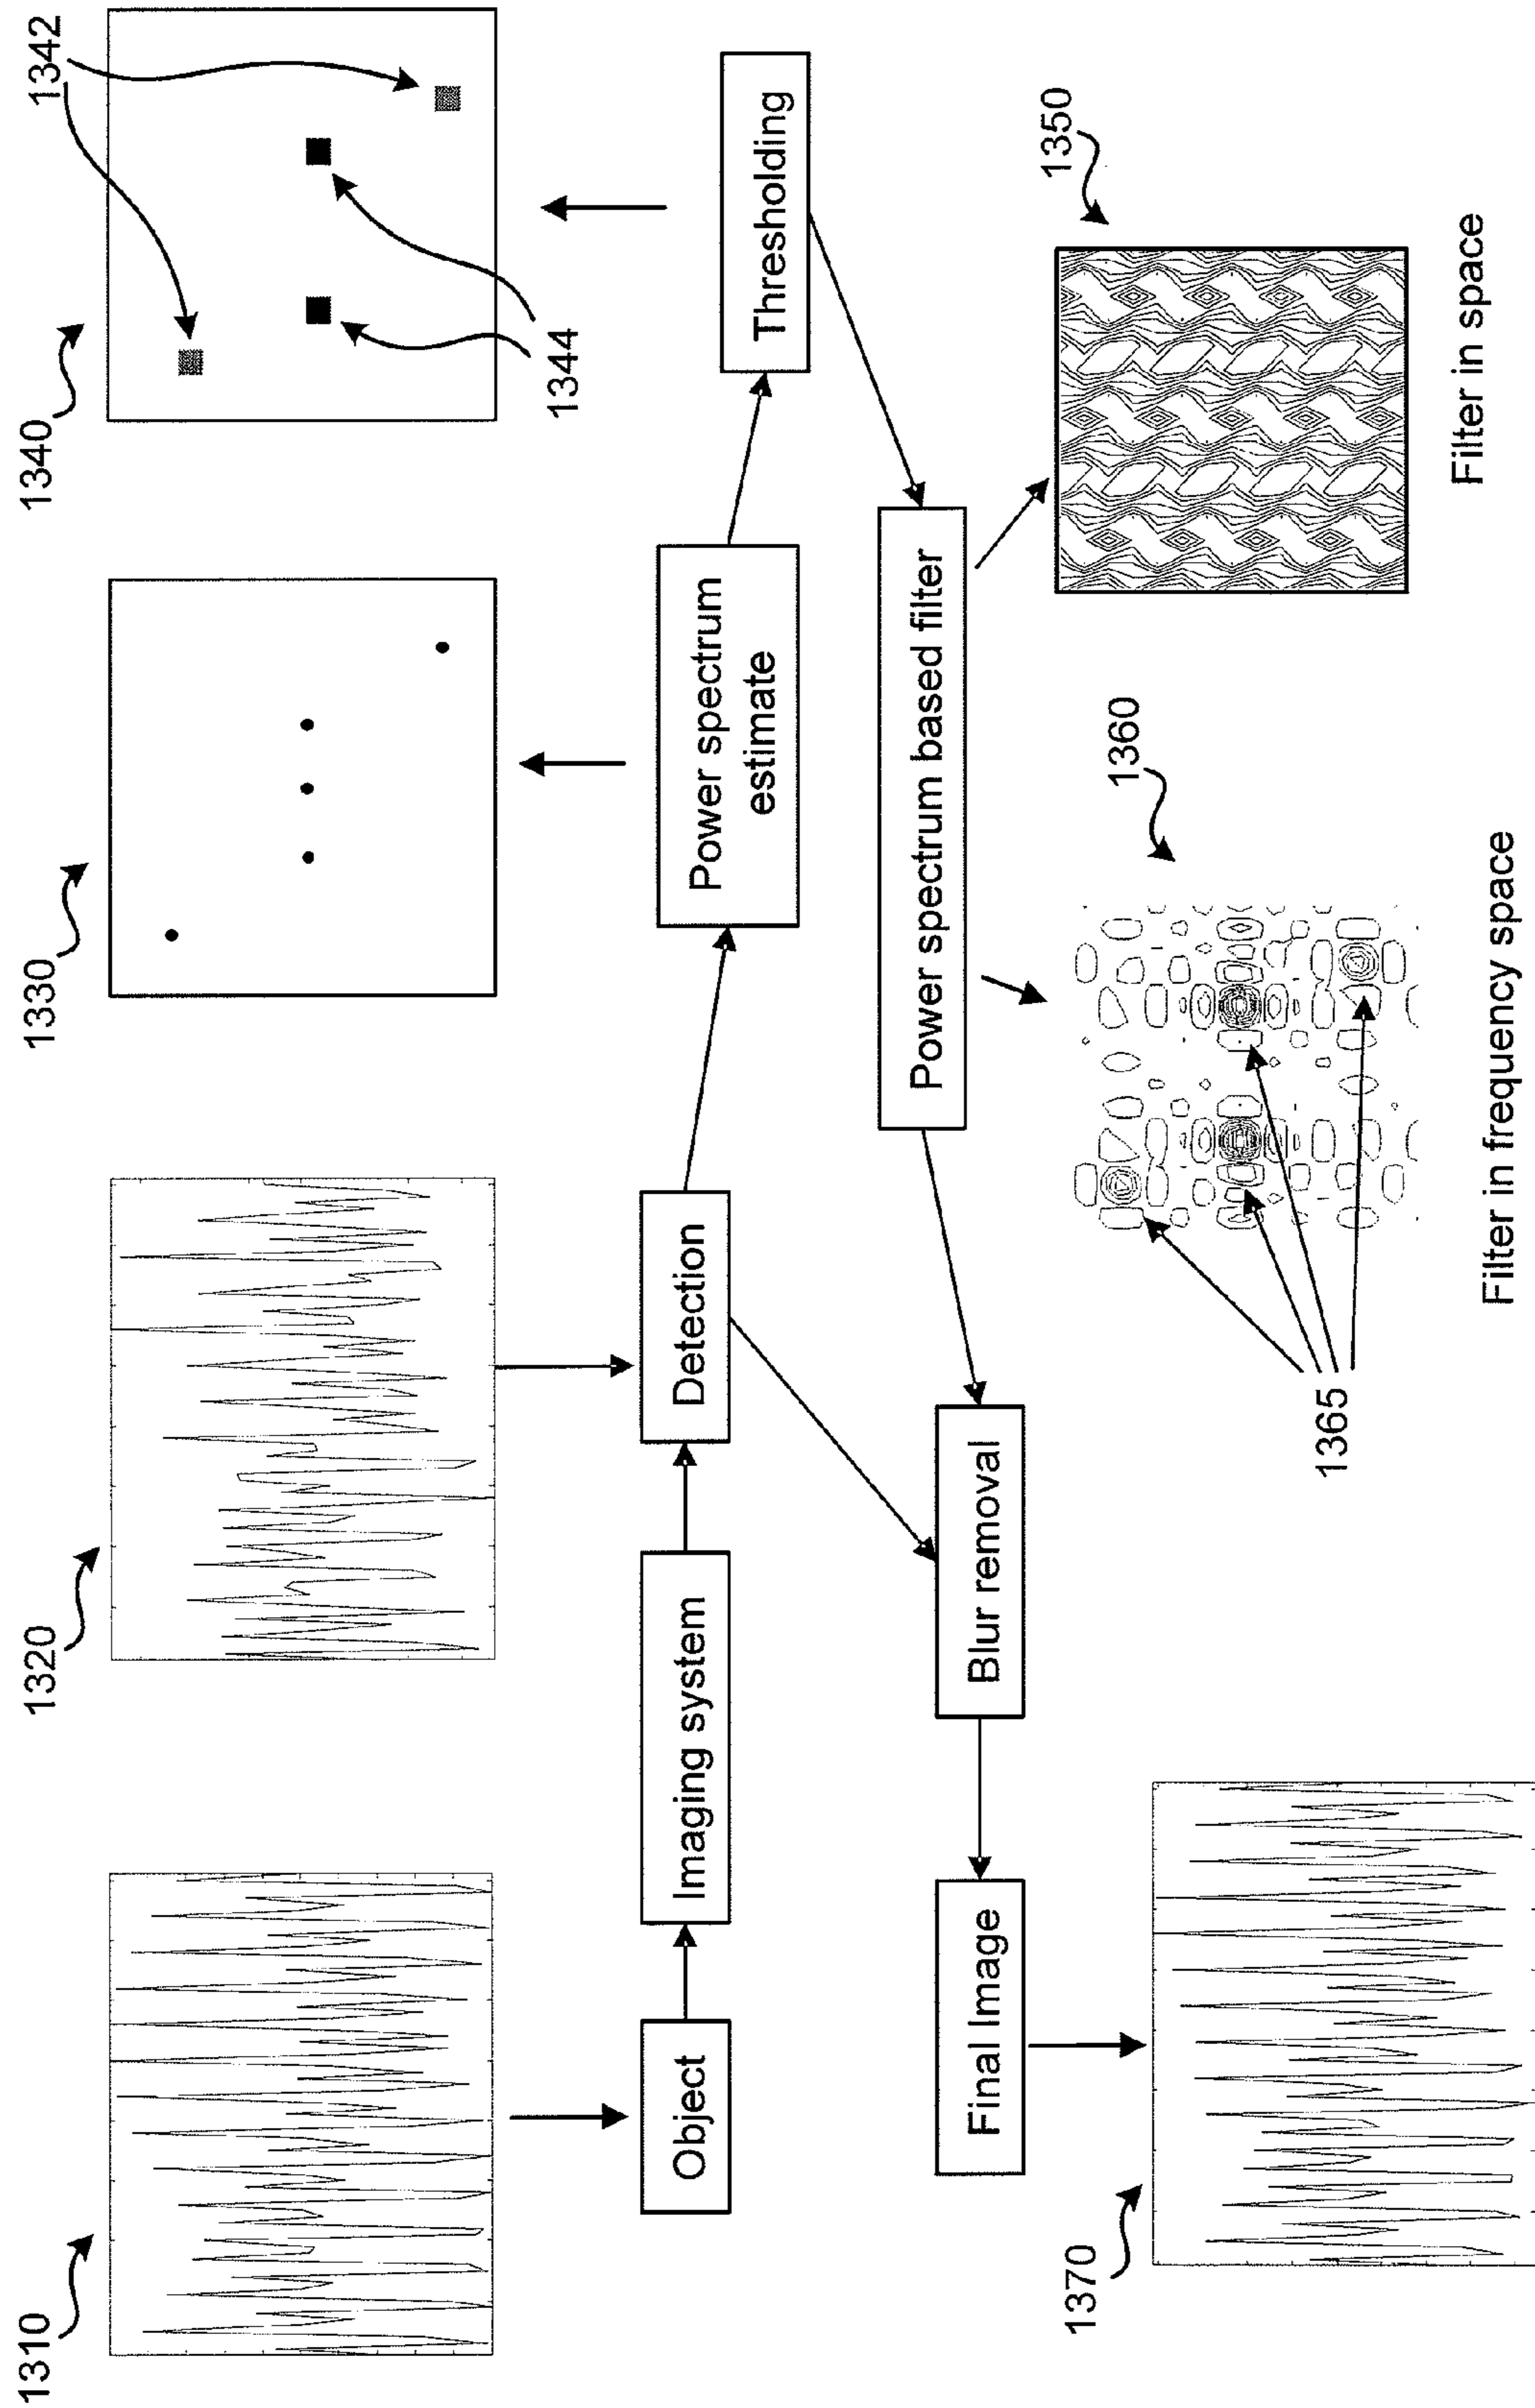 1310
1320
1330
1340
1342
1344
Object
Imaging system
Detection
Power spectrum
estimate
Thresholding
Final Image
Blur removal
Power spectrum based filter
1370
1365
1360
1350
Filter in frequency space
Filter in space